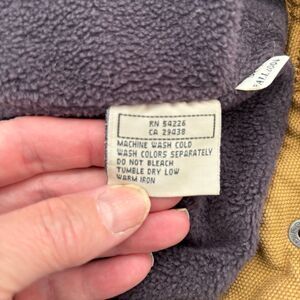 RN 54226
CA 29438
MACHINE WASH COLD
WASH COLORS SEPARATELY
DO NOT BLEACH
TUMBLE DRY LOW
WARM IRON